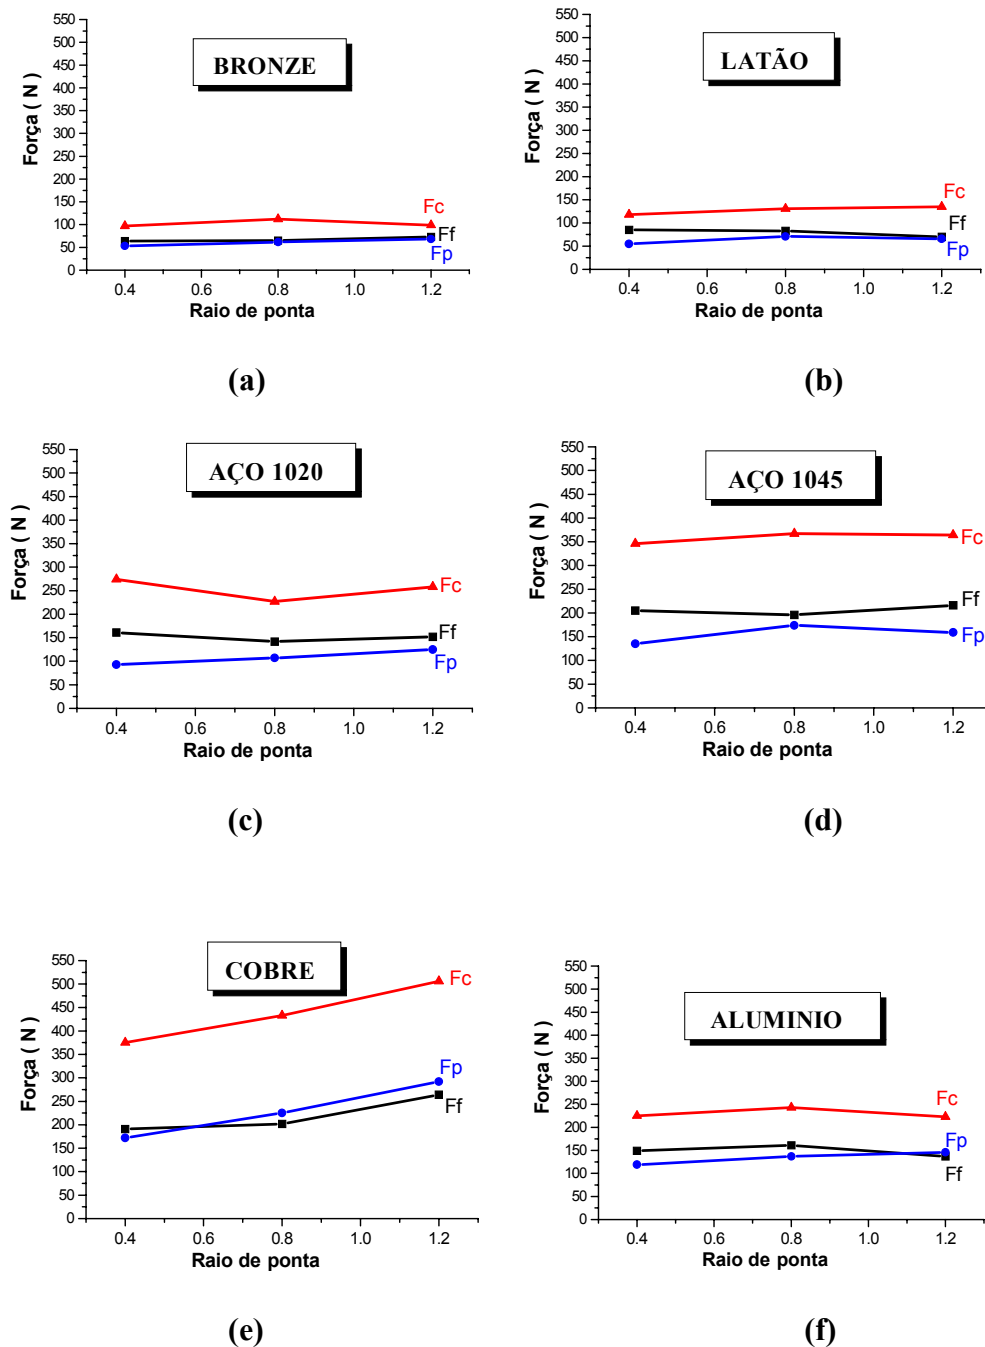 BRONZE
Força ( N )
550
500
450
400
350
300
250
200
150
100
50
0
Fc
Ff
Fp
0.4 0.6 0.8 1.0 1.2
Raio de ponta
(a)
LATÃO
Força ( N )
550
500
450
400
350
300
250
200
150
100
50
0
Fc
Ff
Fp
0.4 0.6 0.8 1.0 1.2
Raio de ponta
(b)
AÇO 1020
Força ( N )
550
500
450
400
350
300
250
200
150
100
50
0
Fc
Ff
Fp
0.4 0.6 0.8 1.0 1.2
Raio de ponta
(c)
AÇO 1045
Força ( N )
550
500
450
400
350
300
250
200
150
100
50
0
Fc
Ff
Fp
0.4 0.6 0.8 1.0 1.2
Raio de ponta
(d)
COBRE
Força ( N )
550
500
450
400
350
300
250
200
150
100
50
0
Fc
Fp
Ff
0.4 0.6 0.8 1.0 1.2
Raio de ponta
(e)
ALUMINIO
Força ( N )
550
500
450
400
350
300
250
200
150
100
50
0
Fc
Fp
Ff
0.4 0.6 0.8 1.0 1.2
Raio de ponta
(f)